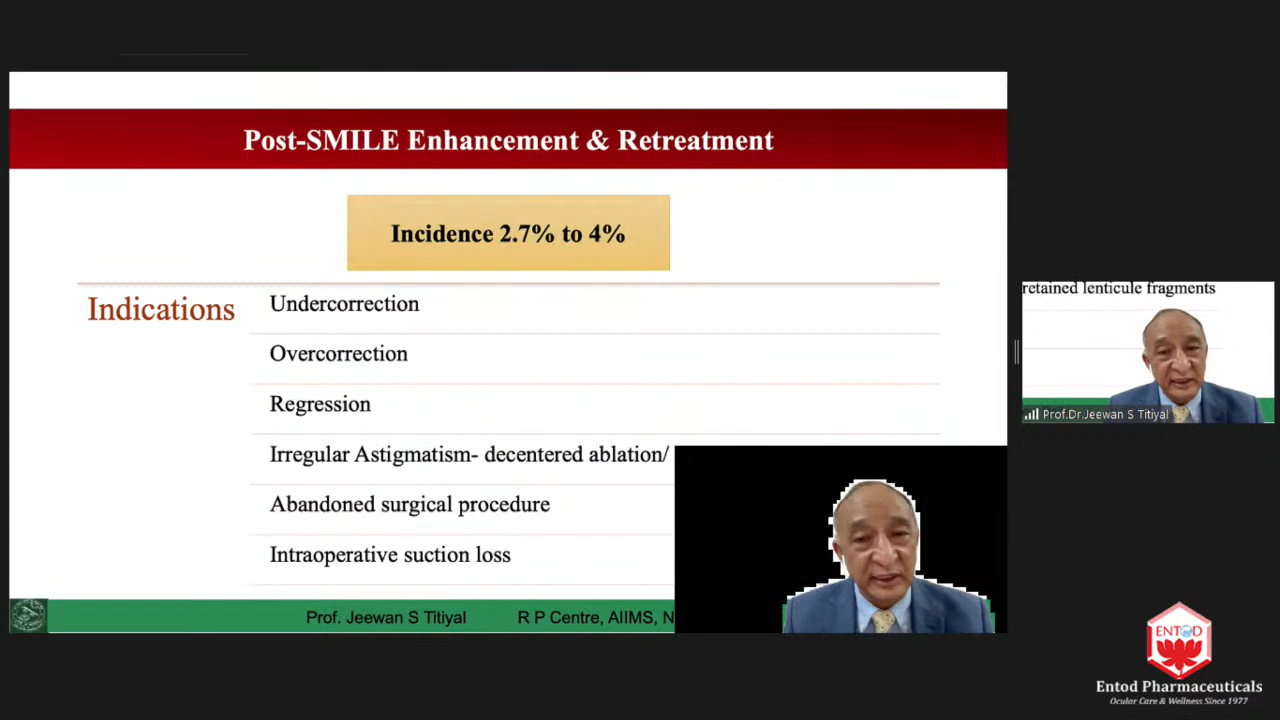 Post-SMILE Enhancement & Retreatment
Incidence 2.7% to 4%
Indications
Undercorrection
Overcorrection
Regression
Irregular Astigmatism- decentered ablation/
Abandoned surgical procedure
Intraoperative suction loss
Prof. Jeewan S Titiyal R P Centre, AIIMS, N
retained lenticule fragments
Prof.Dr.Jeewan S Titiyal
ENTOD
Entod Pharmaceuticals
Ocular Care & Wellness Since 1977